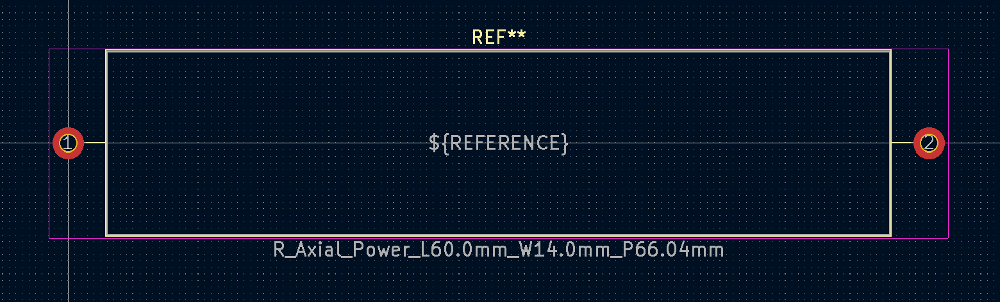 REF**
1 ${REFERENCE} 2
R_Axial_Power_L60.0mm_W14.0mm_P66.04mm